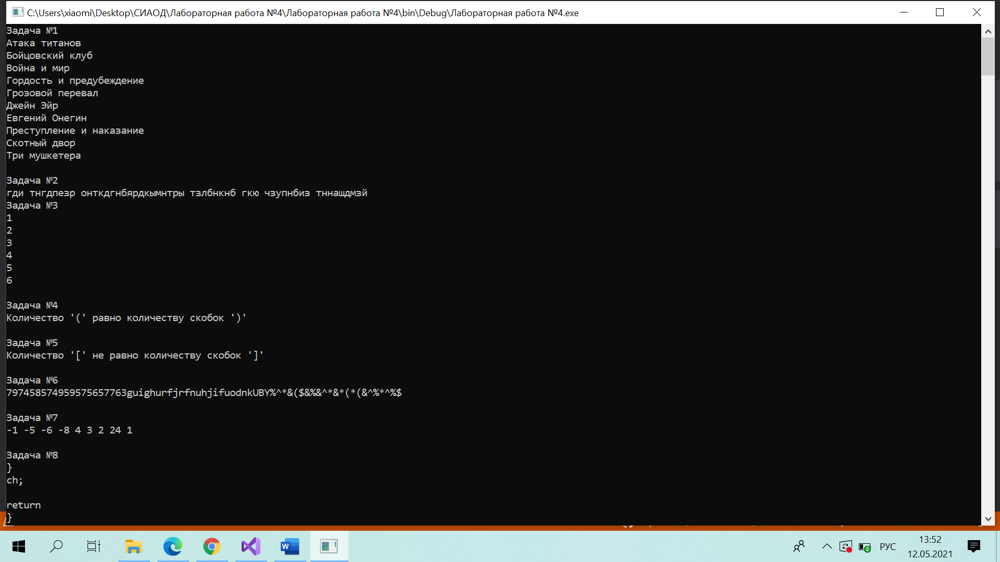 C:\Users\xiaomi\Desktop\СИАОД\Лабораторная работа №4\Лабораторная работа №4\bin\Debug\Лабораторная работа №4.exe
Задача №1
Атака титанов
Бойцовский клуб
Война и мир
Гордость и предубеждение
Грозовой перевал
Джейн Эйр
Евгений Онегин
Преступление и наказание
Скотный двор
Три мушкетера
Задача №2
гди тнгдпезр онткдгнбярдкымнтры тзлбнкнб гкю чзупнбиз тннащдмзй
Задача №3
1
2
3
4
5
6
Задача №4
Количество '(' равно количеству скобок ')'
Задача №5
Количество '[' не равно количеству скобок ']'
Задача №6
797458574959575657763guighurfjrfnuhjifuodnkUBY%^*&($&%&^*&*(*(&^%*^%$
Задача №7
-1 -5 -6 -8 4 3 2 24 1
Задача №8
}
ch;
return
}
W
РУС
13:52
12.05.2021